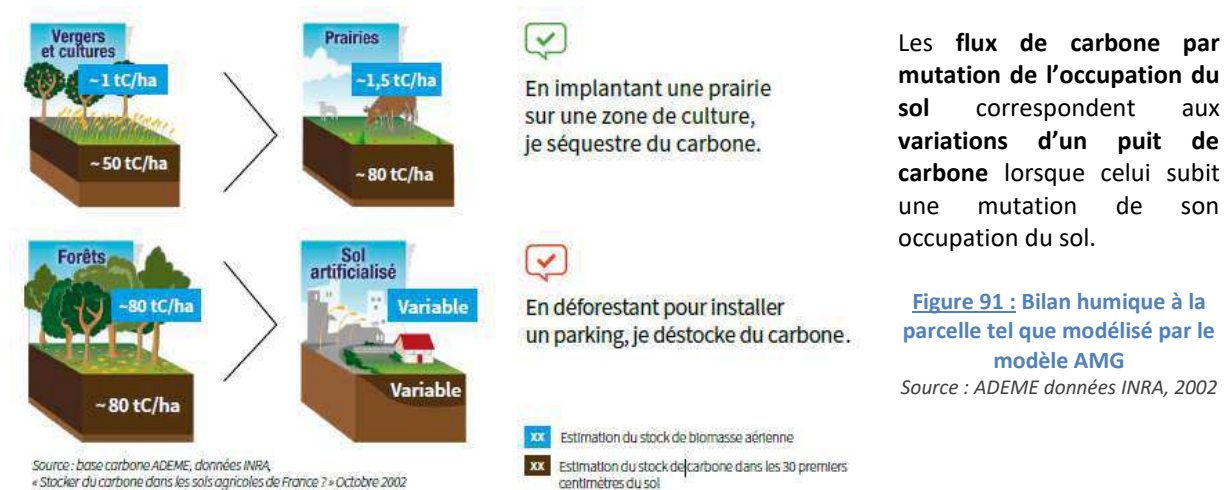 Vergers
et cultures
~ 1 tC/ha
~ 50 tC/ha
Prairies
~1,5 tC/ha
~ 80 tC/ha
En implantant une prairie
sur une zone de culture,
je séquestre du carbone.
Forêts
~80 tC/ha
~ 80 tC/ha
Sol
artificialisé
Variable
Variable
En déforestant pour installer
un parking, je déstocke du carbone.
XX Estimation du stock de biomasse aérienne
XX Estimation du stock de carbone dans les 30 premiers
centimètres du sol
Source : base carbone ADEME, données INRA,
« Stocker du carbone dans les sols agricoles de France ? » Octobre 2002
Les flux de carbone par
mutation de l'occupation du
sol correspondent aux
variations d'un puit de
carbone lorsque celui subit
une mutation de son
occupation du sol.
Figure 91 : Bilan humique à la
parcelle tel que modélisé par le
modèle AMG
Source : ADEME données INRA, 2002